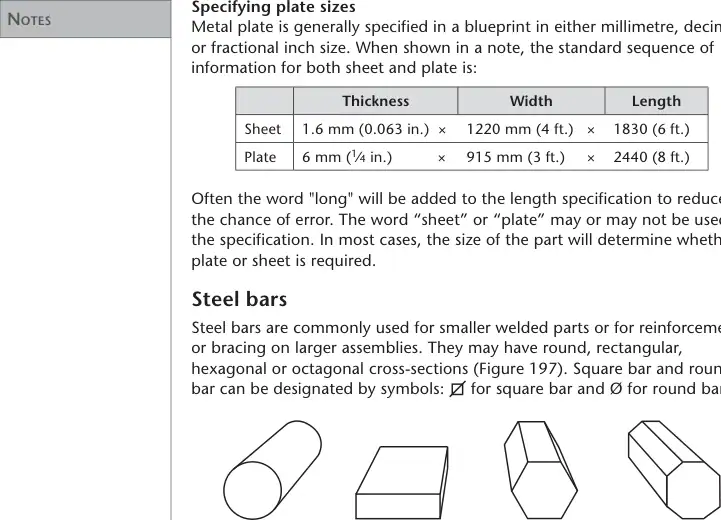 NOTES
Specifying plate sizes
Metal plate is generally specified in a blueprint in either millimetre,
or fractional inch size. When shown in a note, the standard sequence of
information for both sheet and plate is:
Thickness Width Length
Sheet 1.6 mm (0.063 in.) × 1220 mm (4 ft.) × 1830 (6 ft.)
Plate 6 mm (¼ in.) × 915 mm (3 ft.) × 2440 (8 ft.)
Often the word "long" will be added to the length specification to reduce
the chance of error. The word “sheet” or “plate” may or may not be used
the specification. In most cases, the size of the part will determine
plate or sheet is required.
Steel bars
Steel bars are commonly used for smaller welded parts or for
or bracing on larger assemblies. They may have round, rectangular,
hexagonal or octagonal cross-sections (Figure 197). Square bar and
bar can be designated by symbols: for square bar and Ø for round